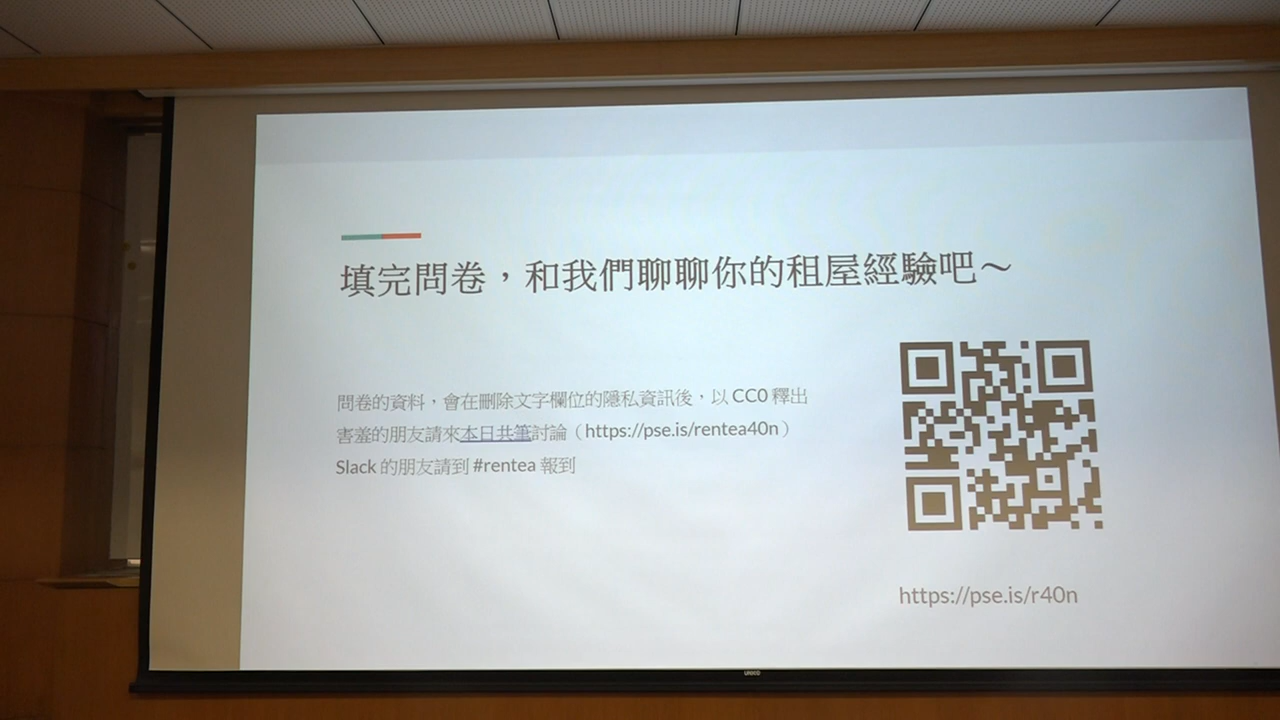 填完問卷，和我們聊聊你的租屋經驗吧～
問卷的資料，會在刪除文字欄位的隱私資訊後，以 CC0 釋出
害羞的朋友請來本日共筆討論（https://pse.is/rentea40n）
Slack 的朋友請到 #rentea 報到
https://pse.is/r40n